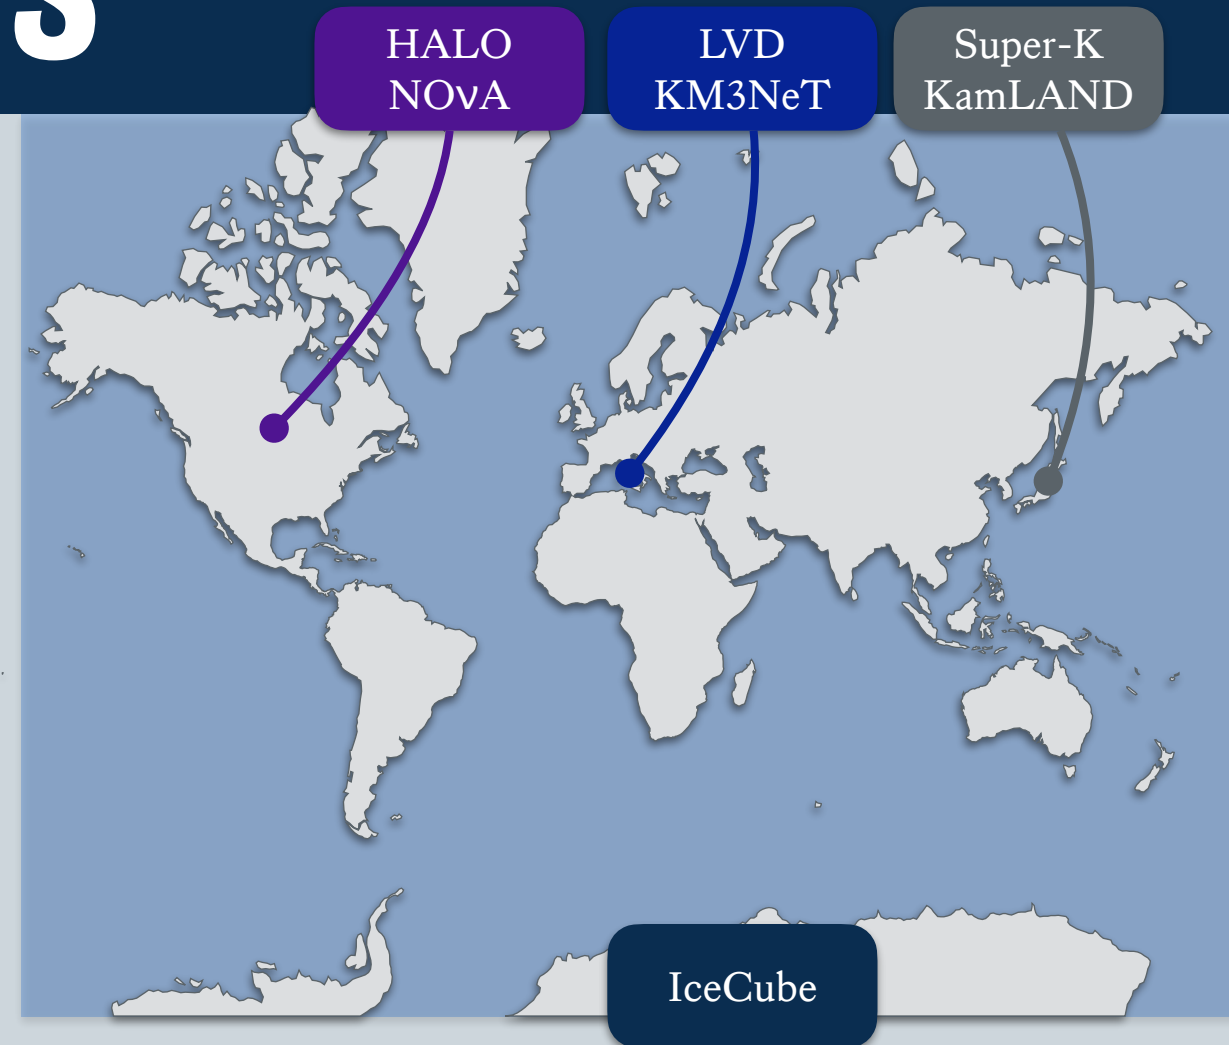 S
HALO
NOνA
LVD
KM3NeT
Super-K
KamLAND
IceCube